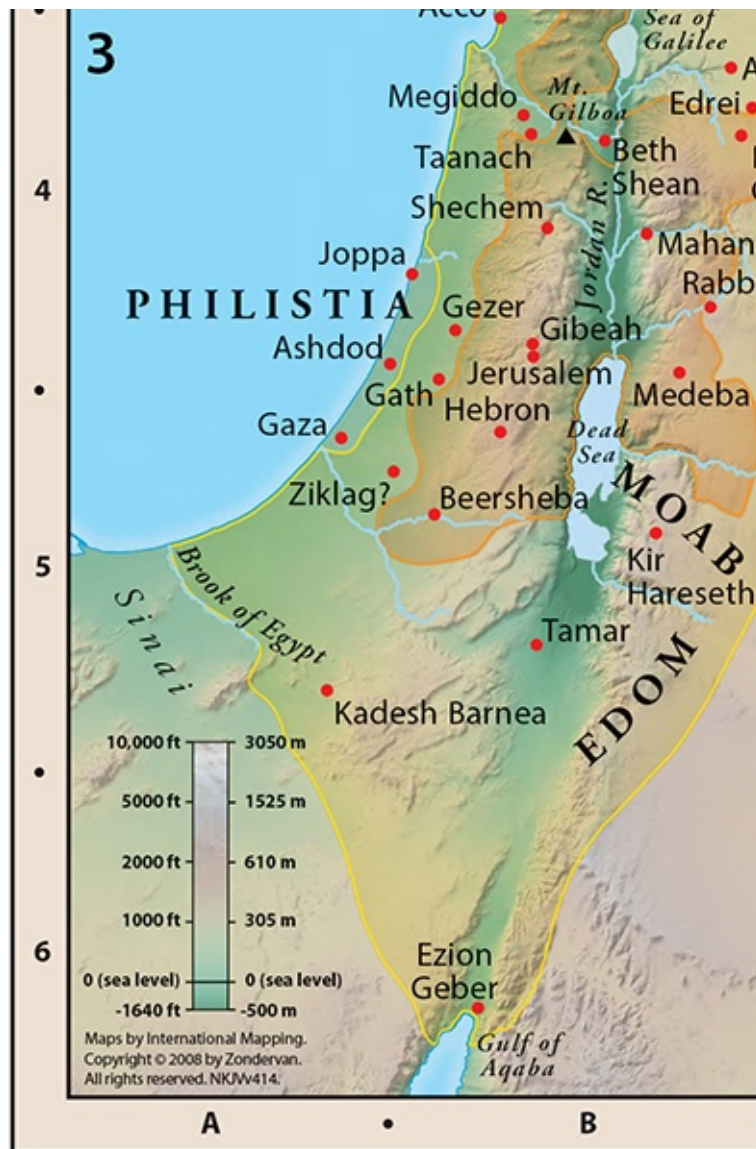 Acco
Sea of
Galilee
3
A
Mt.
Gilboa
Megiddo
Edrei
Taanach
Beth
Shean
4
Shechem
Jordan R.
Mahan
Joppa
Rabb
PHILISTIA
Gezer
Gibeah
Ashdod
Jerusalem
Gath
Medeba
Hebron
Gaza
Dead
Sea
MOAB
Ziklag?
Beersheba
5
Kir
Hareseth
Brook of Egypt
Sinai
Tamar
EDOM
Kadesh Barnea
10,000 ft 3050 m
5000 ft 1525 m
2000 ft 610 m
1000 ft 305 m
6
Ezion
Geber
0 (sea level) 0 (sea level)
-1640 ft -500 m
Maps by International Mapping.
Copyright © 2008 by Zondervan.
All rights reserved. NKJVv414.
Gulf of
Aqaba
A B